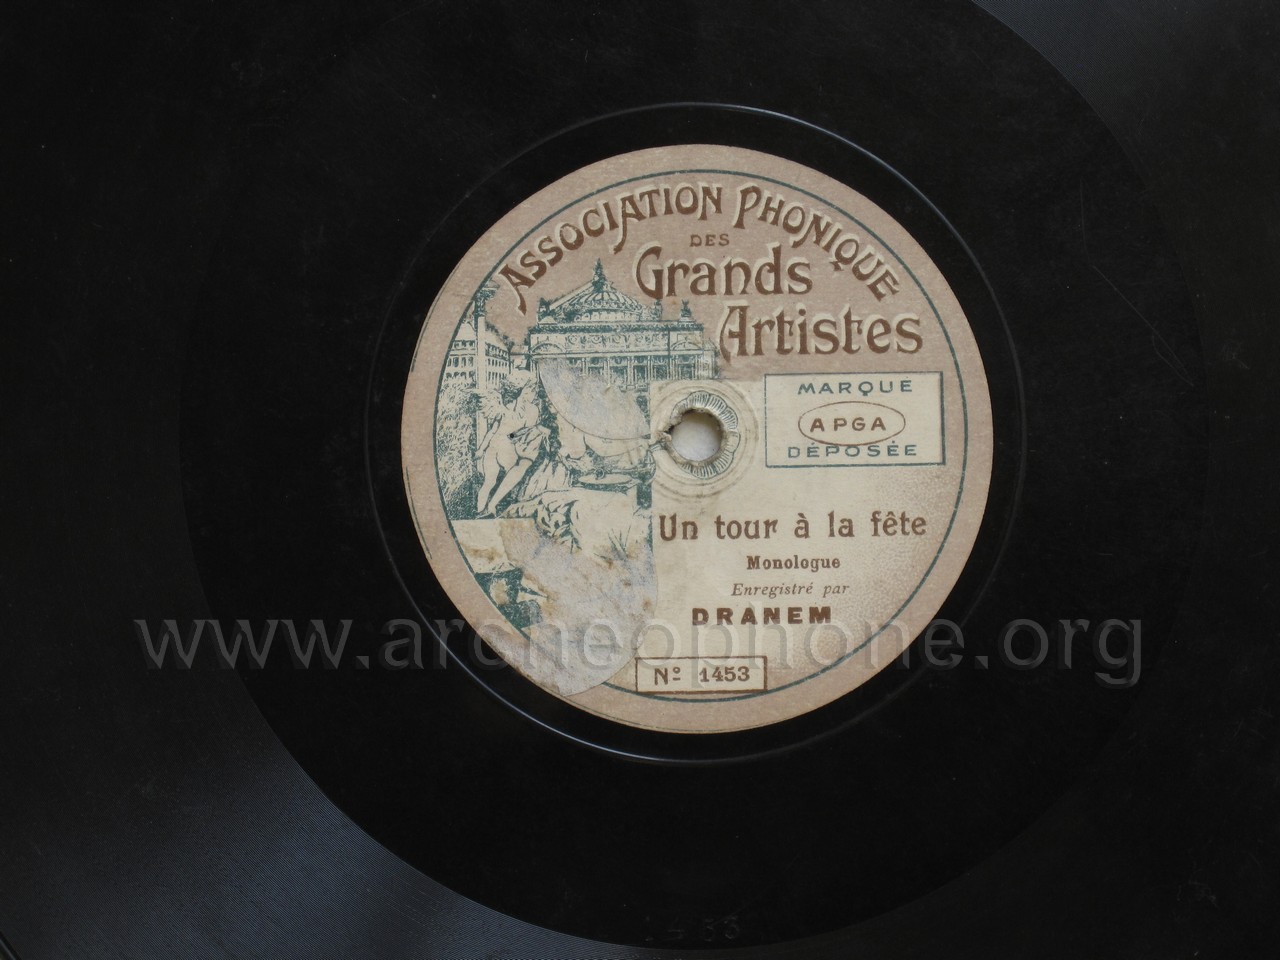 ASSOCIATION PHONIQUE
DES
Grands
Artistes
MARQUE
APGA
DÉPOSÉE
Un tour à la fête
Monologue
Enregistré par
DRANEM
Nº 1453
www.archeophone.org